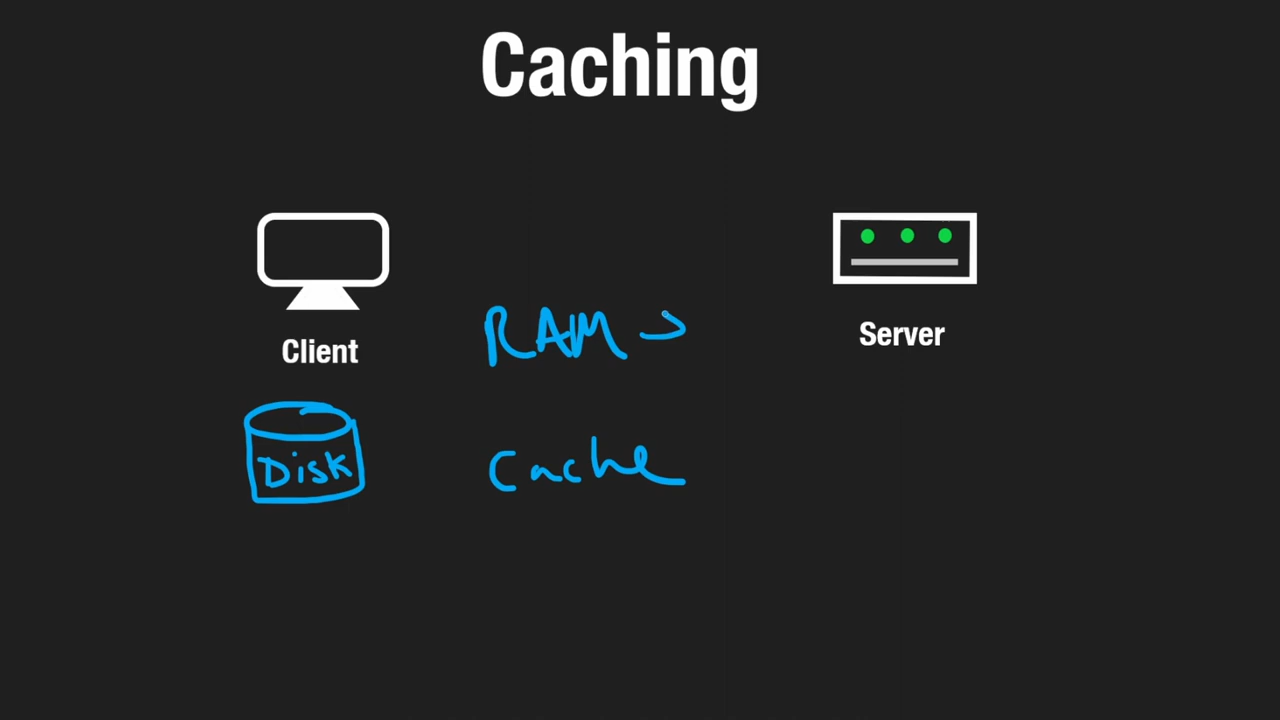 Caching
Client
Server
RAM →
Disk
Cache